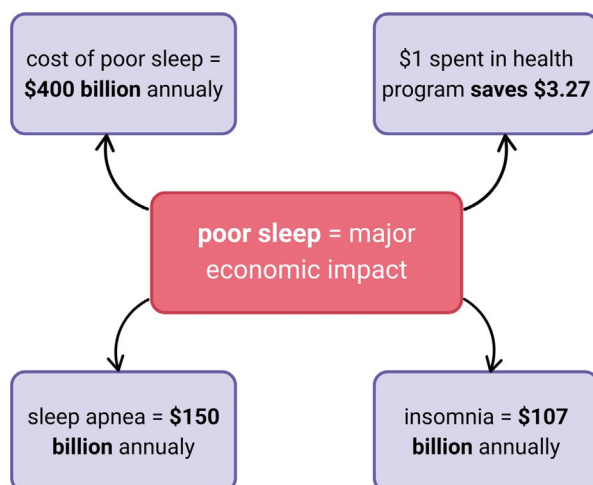 cost of poor sleep =
$400 billion annualy
$1 spent in health
program saves $3.27
poor sleep = major
economic impact
sleep apnea = $150
billion annualy
insomnia = $107
billion annually